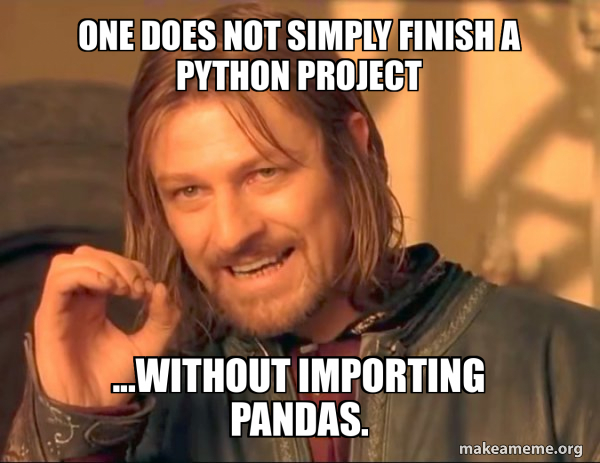 ONE DOES NOT SIMPLY FINISH A
PYTHON PROJECT
...WITHOUT IMPORTING
PANDAS.
makeameme.org